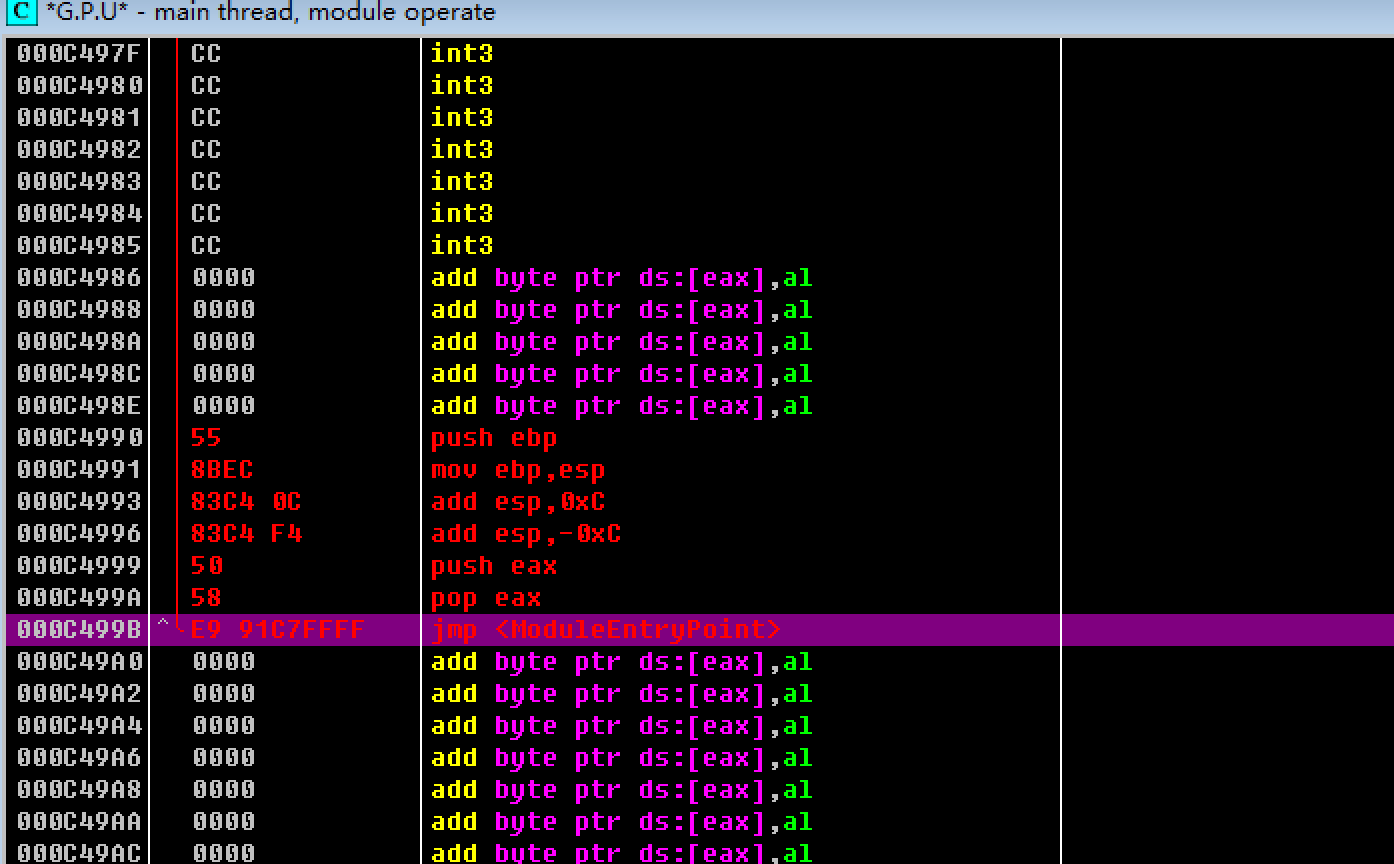 C *G.P.U* - main thread, module operate
000C497F CC int3
000C4980 CC int3
000C4981 CC int3
000C4982 CC int3
000C4983 CC int3
000C4984 CC int3
000C4985 CC int3
000C4986 0000 add byte ptr ds:[eax],al
000C4988 0000 add byte ptr ds:[eax],al
000C498A 0000 add byte ptr ds:[eax],al
000C498C 0000 add byte ptr ds:[eax],al
000C498E 0000 add byte ptr ds:[eax],al
000C4990 55 push ebp
000C4991 8BEC mov ebp,esp
000C4993 83C4 0C add esp,0xC
000C4996 83C4 F4 add esp,-0xC
000C4999 50 push eax
000C499A 58 pop eax
000C499B ^ E9 91C7FFFF jmp <ModuleEntryPoint>
000C49A0 0000 add byte ptr ds:[eax],al
000C49A2 0000 add byte ptr ds:[eax],al
000C49A4 0000 add byte ptr ds:[eax],al
000C49A6 0000 add byte ptr ds:[eax],al
000C49A8 0000 add byte ptr ds:[eax],al
000C49AA 0000 add byte ptr ds:[eax],al
000C49AC 0000 add byte ptr ds:[eax],al